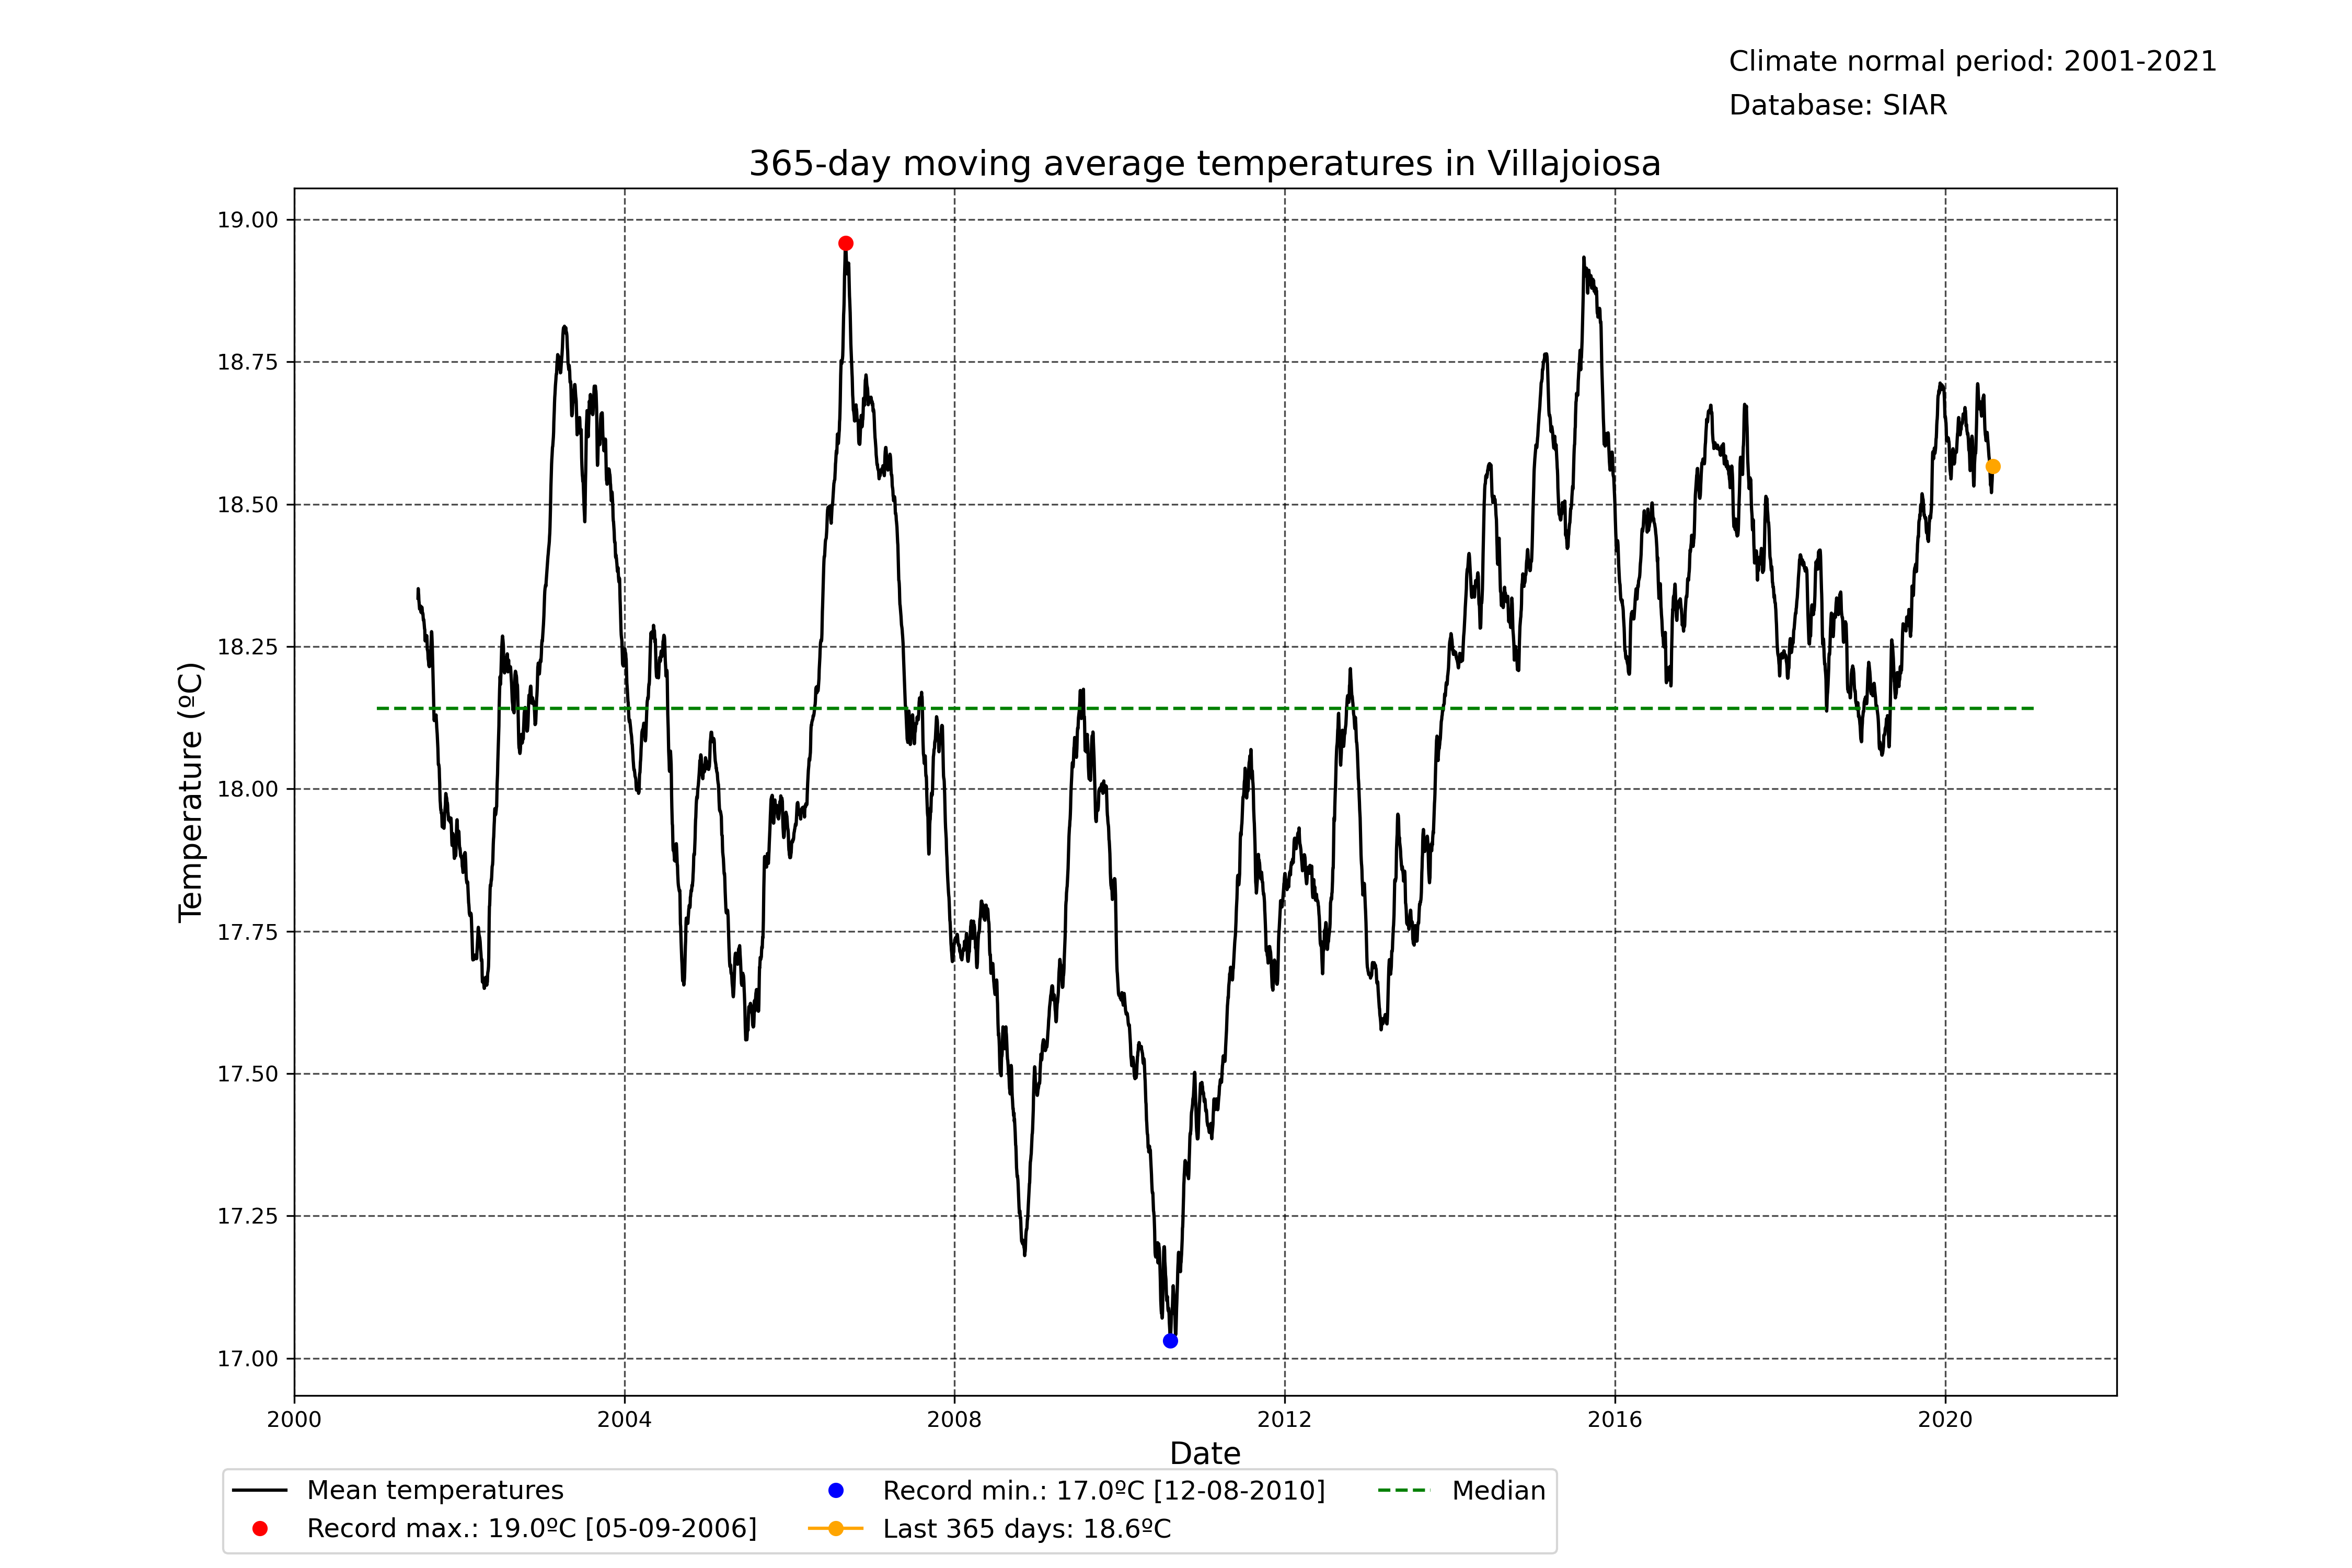 Climate normal period: 2001-2021
Database: SIAR
365-day moving average temperatures in Villajoiosa
19.00
18.75
18.50
18.25
18.00
17.75
17.50
17.25
17.00
Temperature (ºC)
2000 2004 2008 2012 2016 2020
Date
Mean temperatures
Record max.: 19.0ºC [05-09-2006]
Record min.: 17.0ºC [12-08-2010]
Last 365 days: 18.6ºC
Median